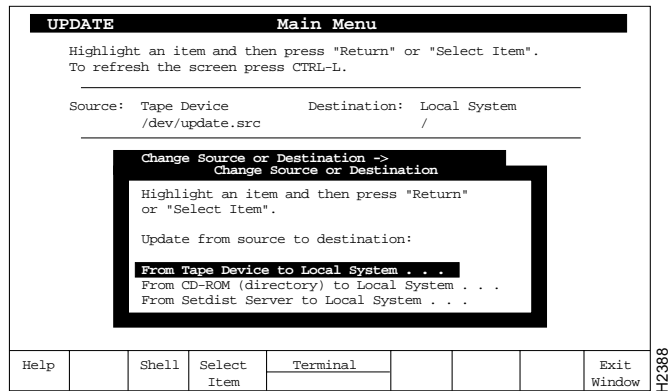 UPDATE Main Menu
Highlight an item and then press "Return" or "Select Item".
To refresh the screen press CTRL-L.
Source: Tape Device Destination: Local System
/dev/update.src /
Change Source or Destination ->
Change Source or Destination
Highlight an item and then press "Return"
or "Select Item".
Update from source to destination:
From Tape Device to Local System . . .
From CD-ROM (directory) to Local System . . .
From Setdist Server to Local System . . .
Help Shell Select Item Terminal Exit Window
H2388